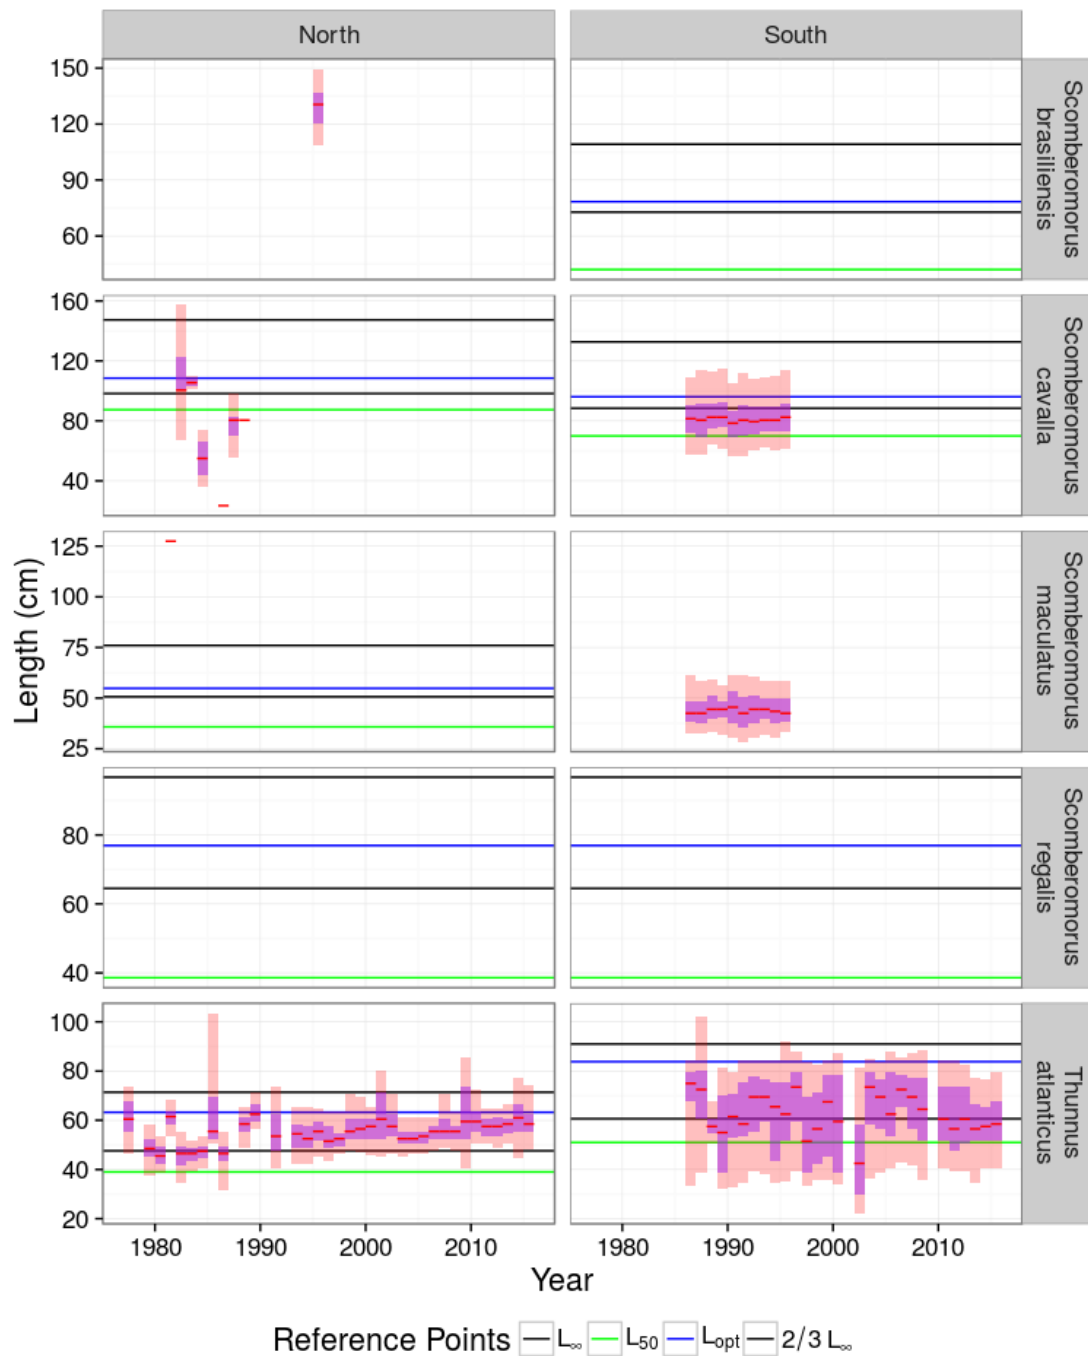 North South
150
120
90
60
Scomberomorus
brasiliensis
160
120
80
40
Scomberomorus
cavalla
125
100
75
50
25
Scomberomorus
maculatus
Length (cm)
80
60
40
Scomberomorus
regalis
100
80
60
40
20
Thunnus
atlanticus
1980 1990 2000 2010 1980 1990 2000 2010
Year
Reference Points L∞ L50 Lopt 2/3 L∞